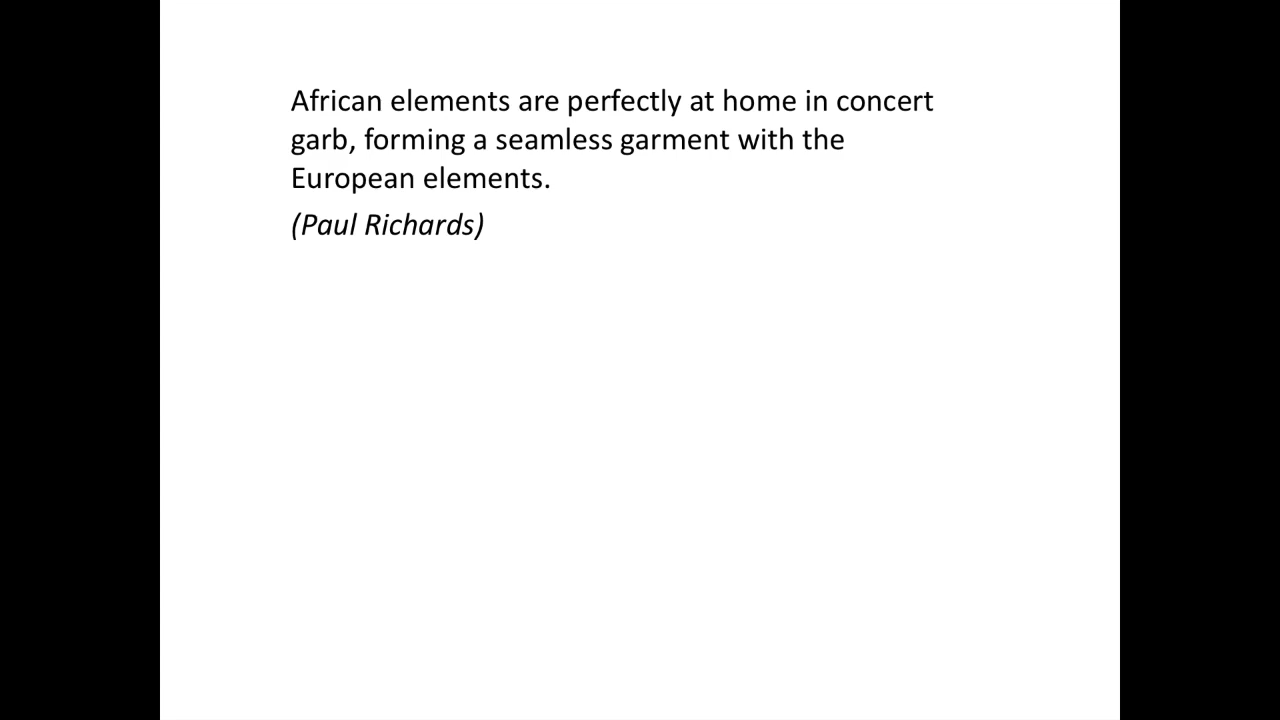 African elements are perfectly at home in concert
garb, forming a seamless garment with the
European elements.
(Paul Richards)